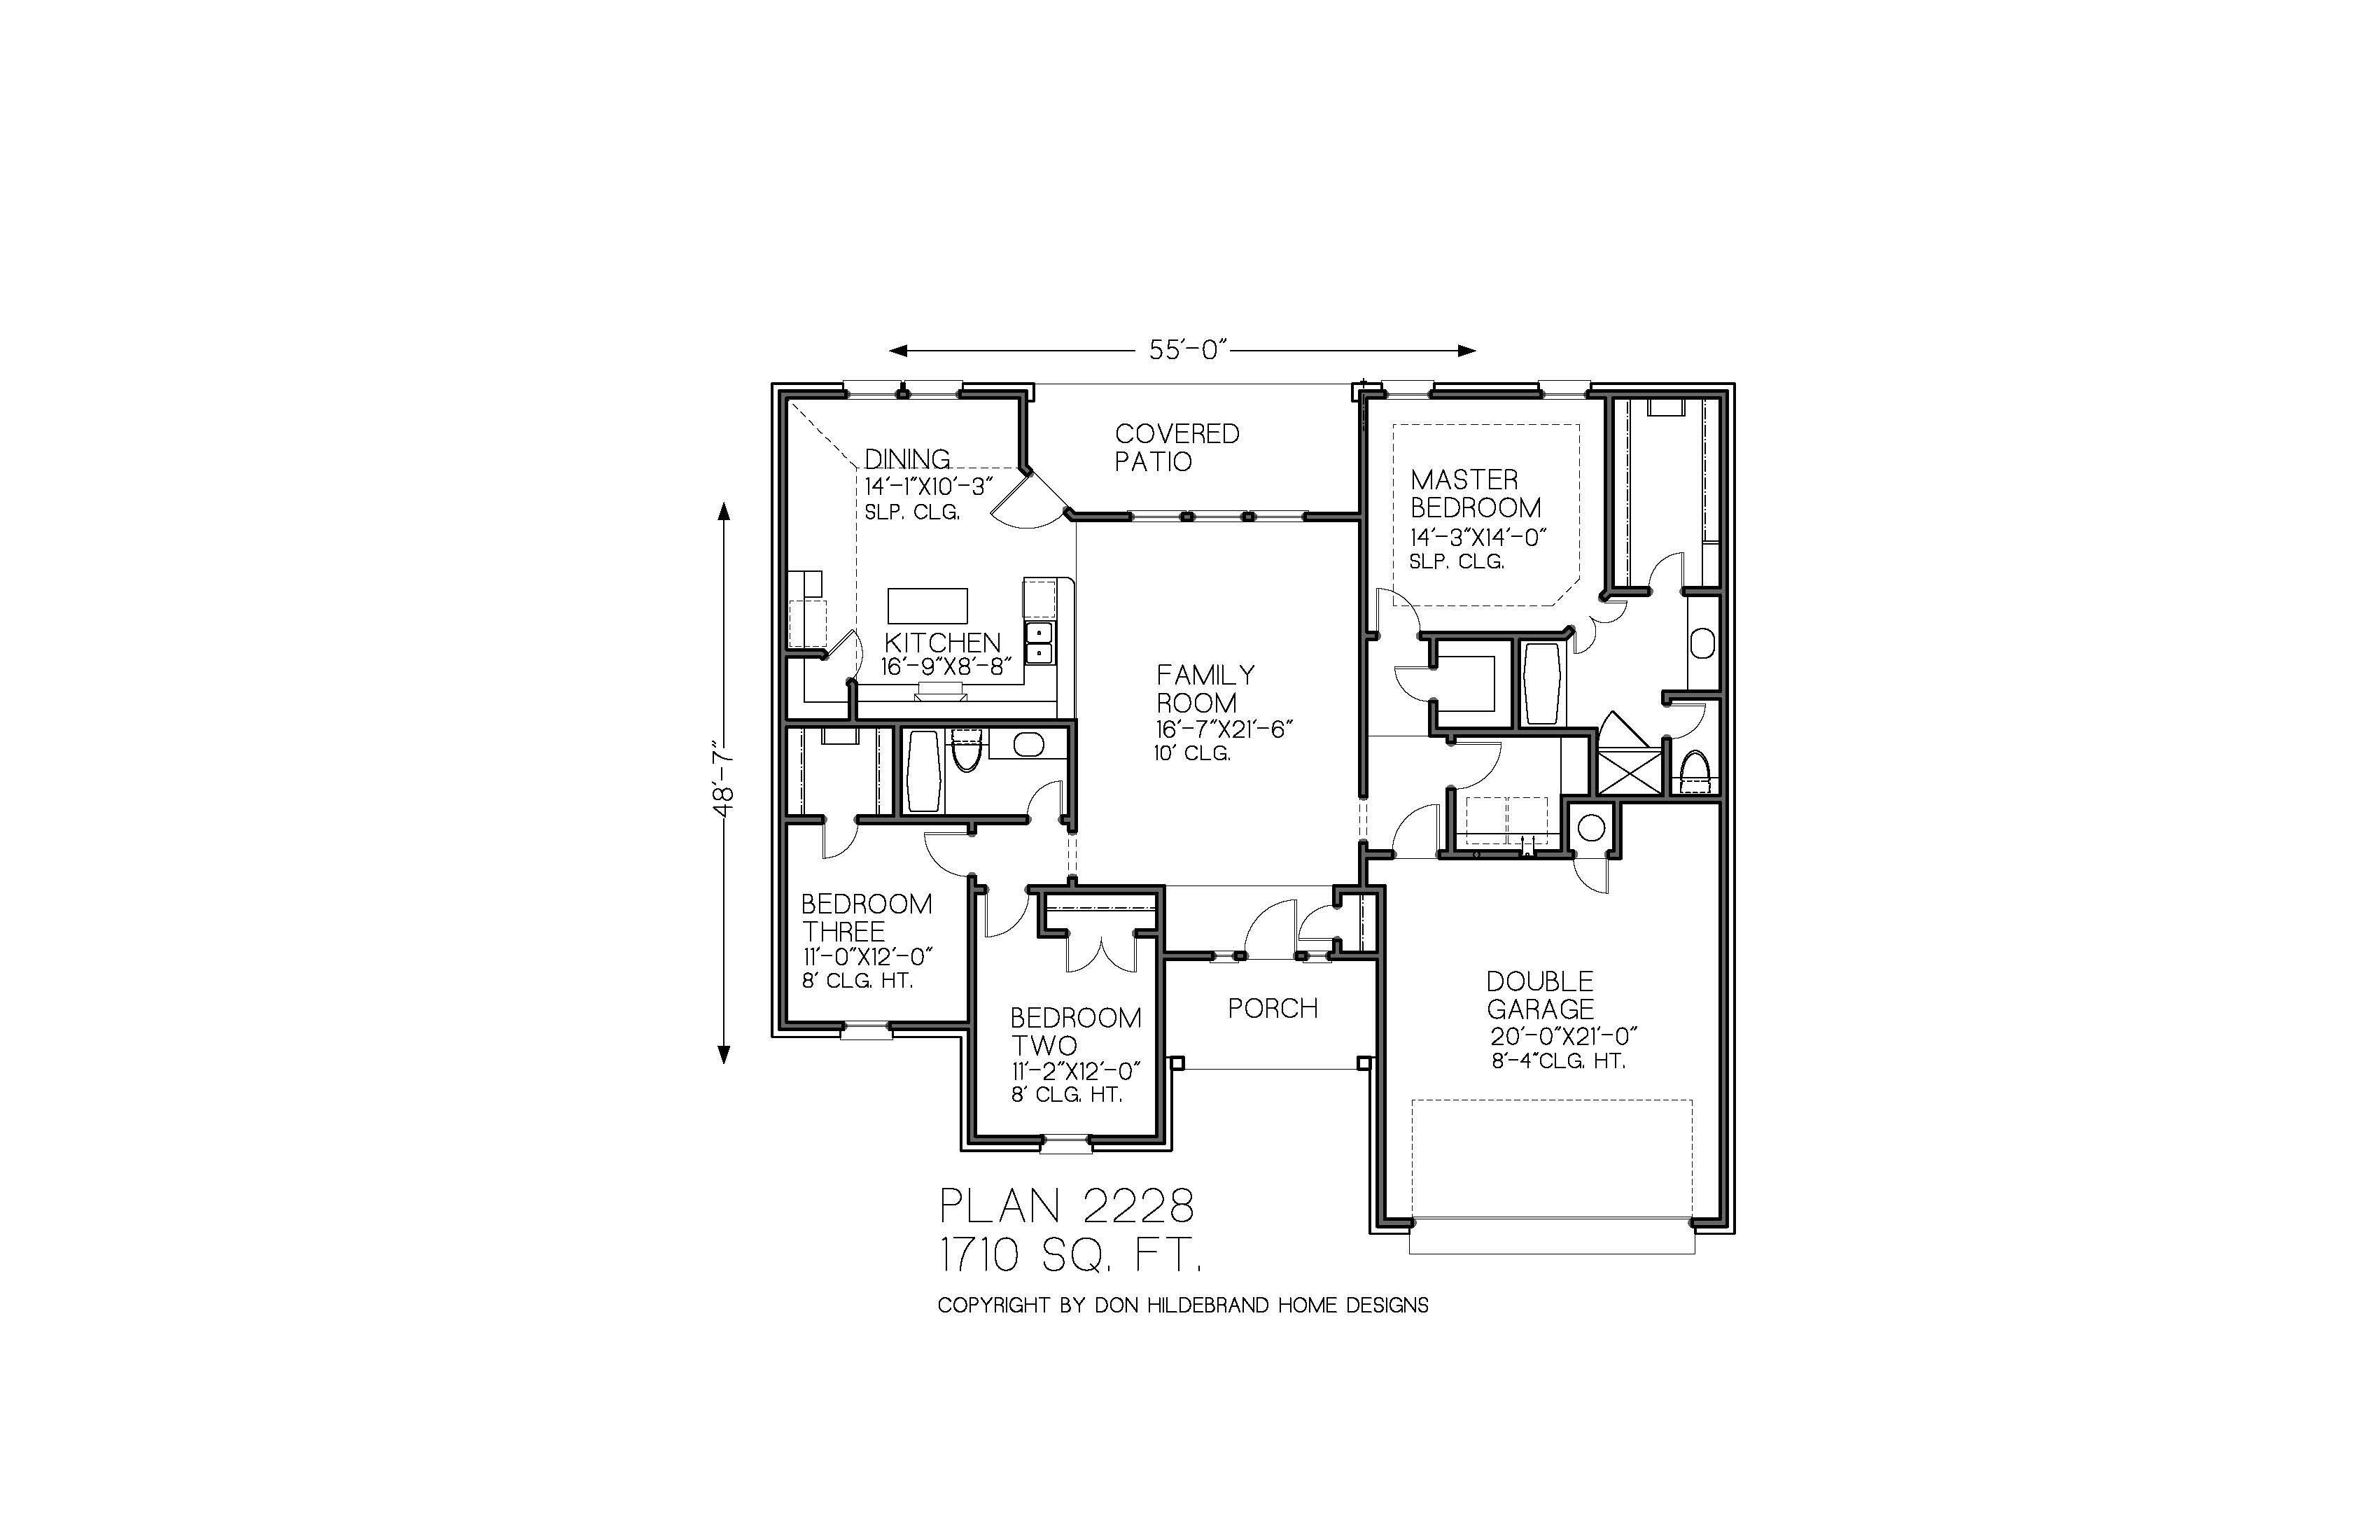 55'-0"
COVERED
PATIO
DINING
14'-1"X10'-3"
SLP. CLG.
MASTER
BEDROOM
14'-3"X14'-0"
SLP. CLG.
KITCHEN
16'-9"X8'-8"
FAMILY
ROOM
16'-7"X21'-6"
10' CLG.
48'-7"
BEDROOM
THREE
11'-0"X12'-0"
8' CLG. HT.
BEDROOM
TWO
11'-2"X12'-0"
8' CLG. HT.
PORCH
DOUBLE
GARAGE
20'-0"X21'-0"
8'-4"CLG. HT.
PLAN 2228
1710 SQ. FT.
COPYRIGHT BY DON HILDEBRAND HOME DESIGNS